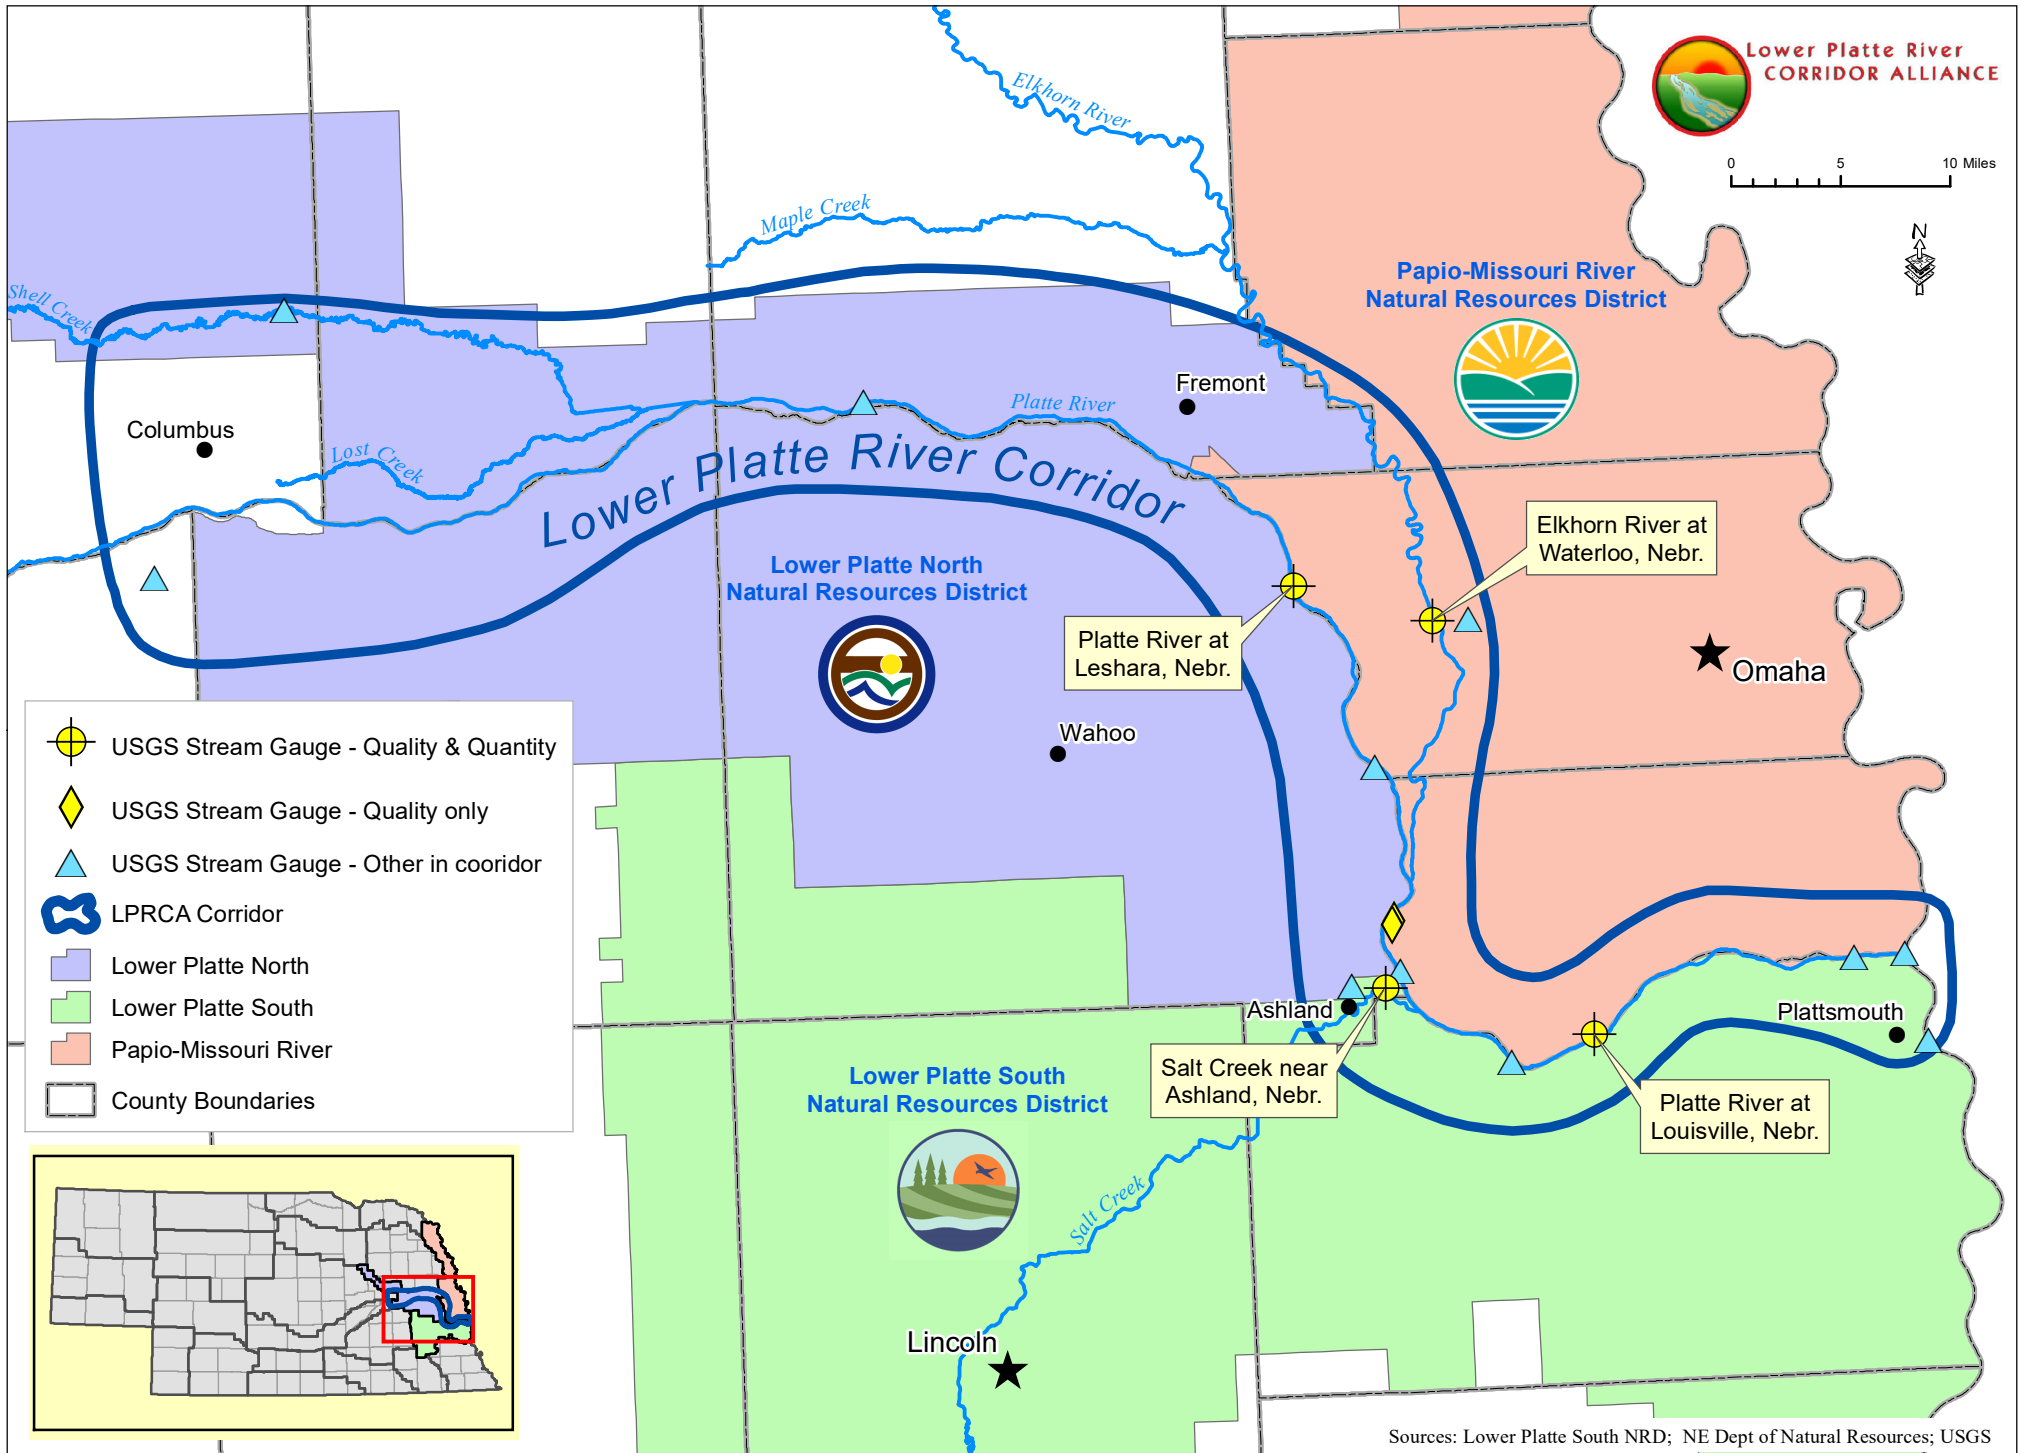 Lower Platte River
CORRIDOR ALLIANCE
0 5 10 Miles
N
Elkhorn River
Maple Creek
Shell Creek
Papio-Missouri River
Natural Resources District
Fremont
Platte River
Columbus
Lost Creek
Lower Platte River Corridor
Elkhorn River at
Waterloo, Nebr.
Lower Platte North
Natural Resources District
Platte River at
Leshara, Nebr.
Omaha
Wahoo
USGS Stream Gauge - Quality & Quantity
USGS Stream Gauge - Quality only
USGS Stream Gauge - Other in cooridor
LPRCA Corridor
Lower Platte North
Lower Platte South
Papio-Missouri River
County Boundaries
Ashland
Plattsmouth
Salt Creek near
Ashland, Nebr.
Lower Platte South
Natural Resources District
Platte River at
Louisville, Nebr.
Salt Creek
Lincoln
Sources: Lower Platte South NRD; NE Dept of Natural Resources; USGS